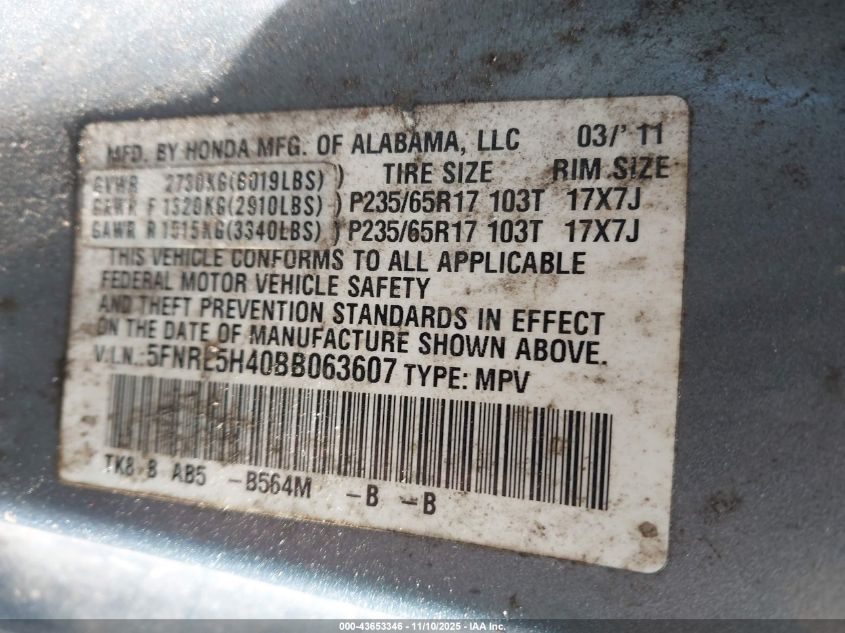 MFD. BY HONDA MFG. OF ALABAMA, LLC 03/'11
TIRE SIZE RIM SIZE
GVWR 2730KG(6019LBS)
GAWR F 1320KG(2910LBS) P235/65R17 103T 17X7J
GAWR R 1515KG(3340LBS) P235/65R17 103T 17X7J
THIS VEHICLE CONFORMS TO ALL APPLICABLE
FEDERAL MOTOR VEHICLE SAFETY
AND THEFT PREVENTION STANDARDS IN EFFECT
ON THE DATE OF MANUFACTURE SHOWN ABOVE.
V.I.N.:5FNRL5H40BB063607 TYPE: MPV
TK8 B AB5 -B564M -B -B
000-43653346 - 11/10/2025 - IAA Inc.